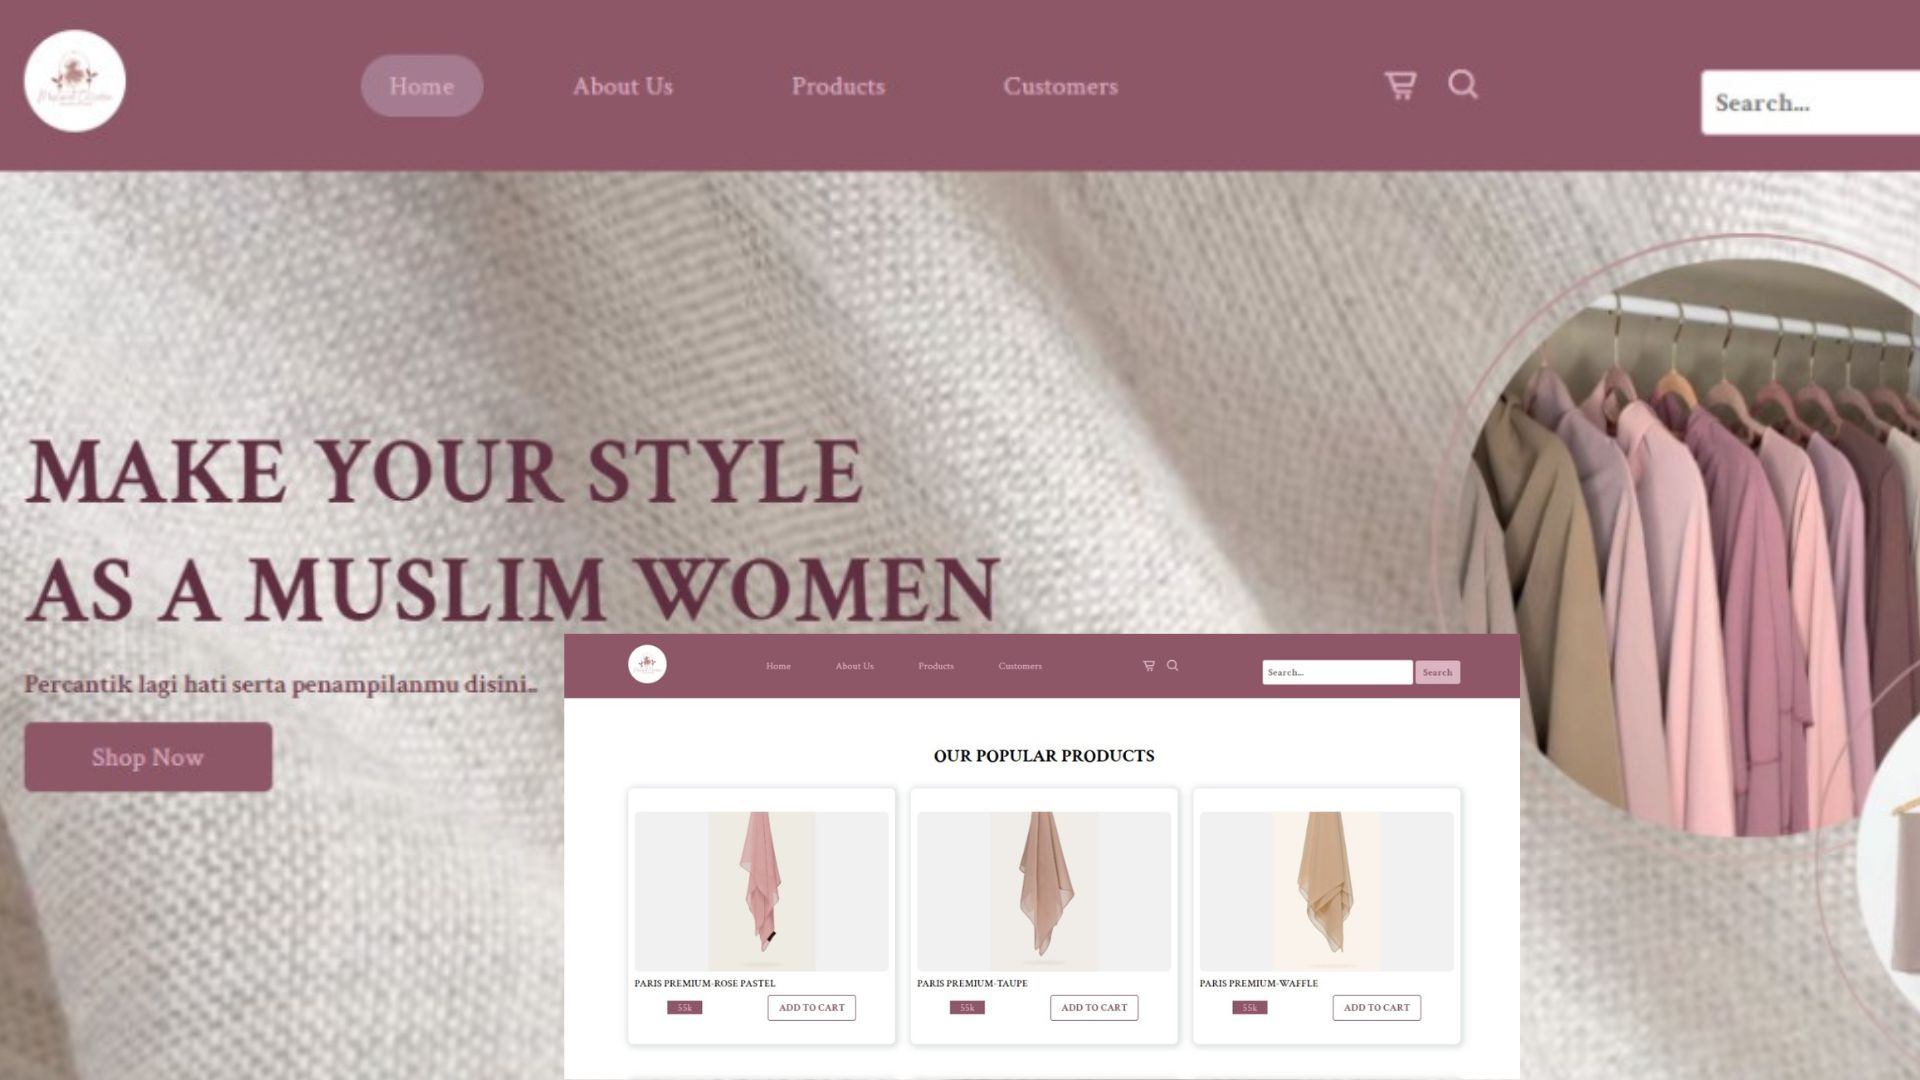 Home About Us Products Customers
Search...
MAKE YOUR STYLE
AS A MUSLIM WOMEN
Percantik lagi hati serta penampilanmu disini..
Shop Now
Home About Us Products Customers
Search... Search
OUR POPULAR PRODUCTS
PARIS PREMIUM-ROSE PASTEL PARIS PREMIUM-TAUPE PARIS PREMIUM-WAFFLE
55k ADD TO CART 55k ADD TO CART 55k ADD TO CART